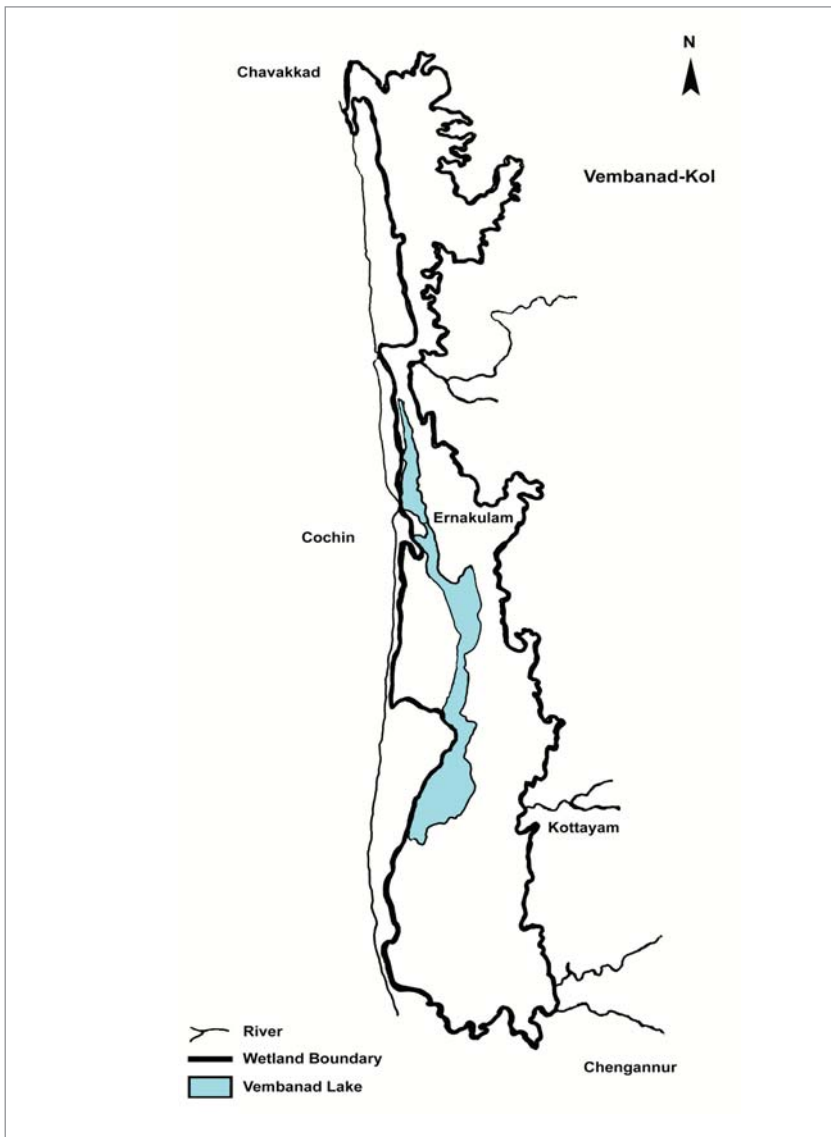 N
Chavakkad
Vembanad-Kol
Ernakulam
Cochin
Kottayam
River
Wetland Boundary
Chengannur
Vembanad Lake